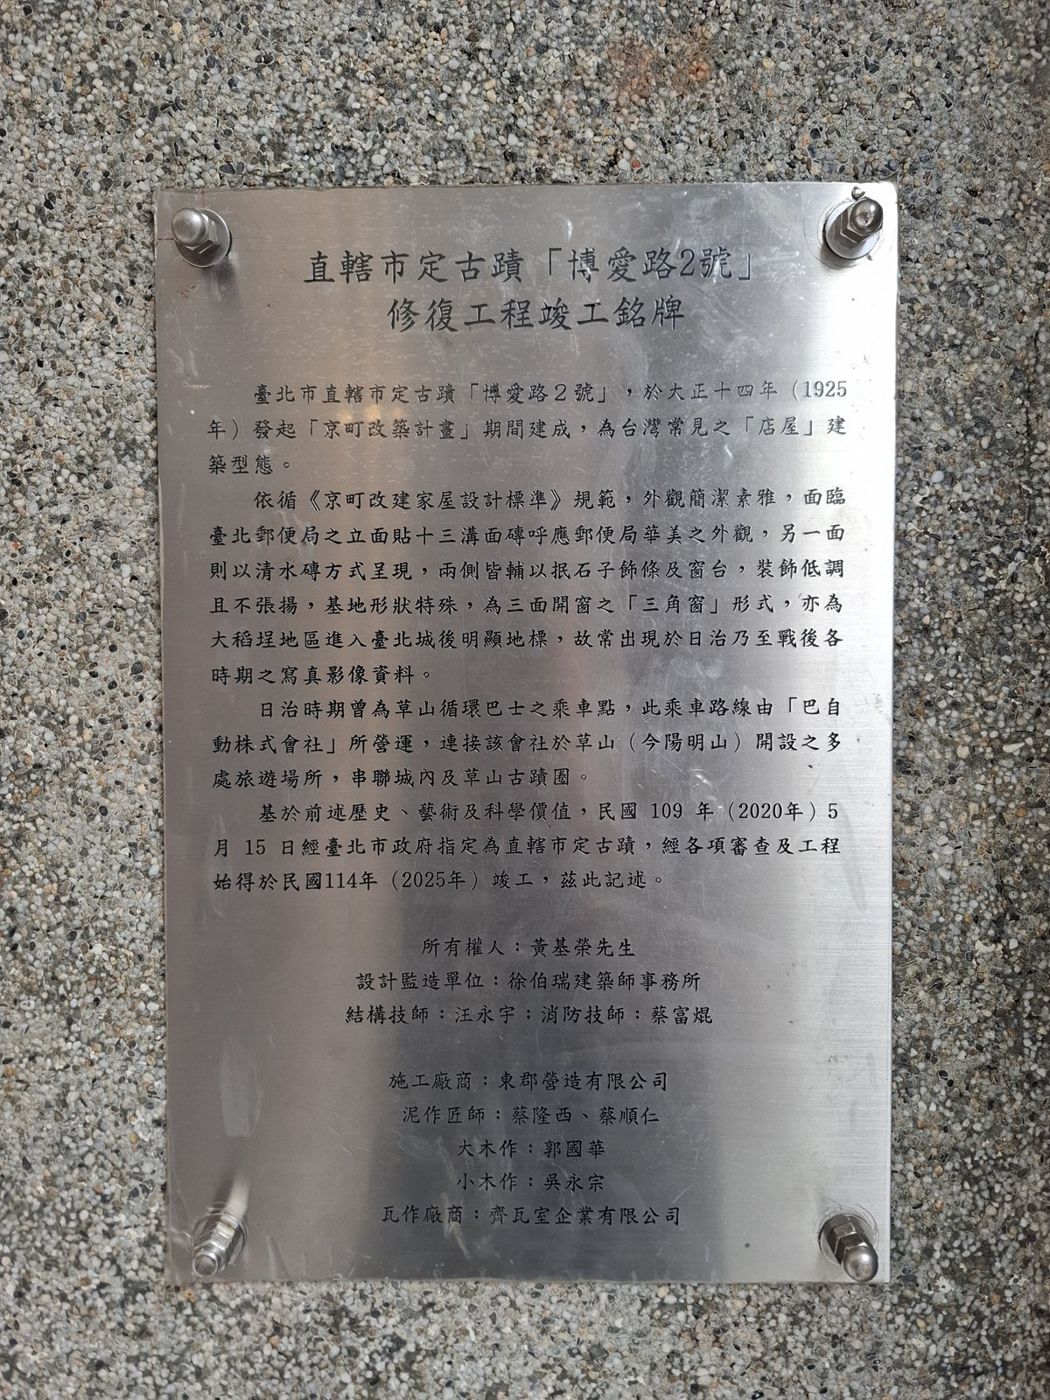 直轄市定古蹟「博愛路2號」
修復工程竣工銘牌
臺北市直轄市定古蹟「博愛路２號」，於大正十四年（1925
年）發起「京町改築計畫」期間建成，為台灣常見之「店屋」建
築型態。
依循《京町改建家屋設計標準》規範，外觀簡潔素雅，面臨
臺北郵便局之立面貼十三溝面磚呼應郵便局華美之外觀，另一面
則以清水磚方式呈現，兩側皆輔以抿石子飾條及窗台，裝飾低調
且不張揚，基地形狀特殊，為三面開窗之「三角窗」形式，亦為
大稻埕地區進入臺北城後明顯地標，故常出現於日治乃至戰後各
時期之寫真影像資料。
日治時期曾為草山循環巴士之乘車點，此乘車路線由「巴自
動株式會社」所營運，連接該會社於草山（今陽明山）開設之多
處旅遊場所，串聯城內及草山古蹟圈。
基於前述歷史、藝術及科學價值，民國 109 年（2020年）5
月 15 日經臺北市政府指定為直轄市定古蹟，經各項審查及工程
始得於民國114年（2025年）竣工，茲此記述。
所有權人：黃基榮先生
設計監造單位：徐伯瑞建築師事務所
結構技師：汪永宇；消防技師：蔡富焜
施工廠商：東郡營造有限公司
泥作匠師：蔡隆西、蔡順仁
大木作：郭國華
小木作：吳永宗
瓦作廠商：齊瓦室企業有限公司